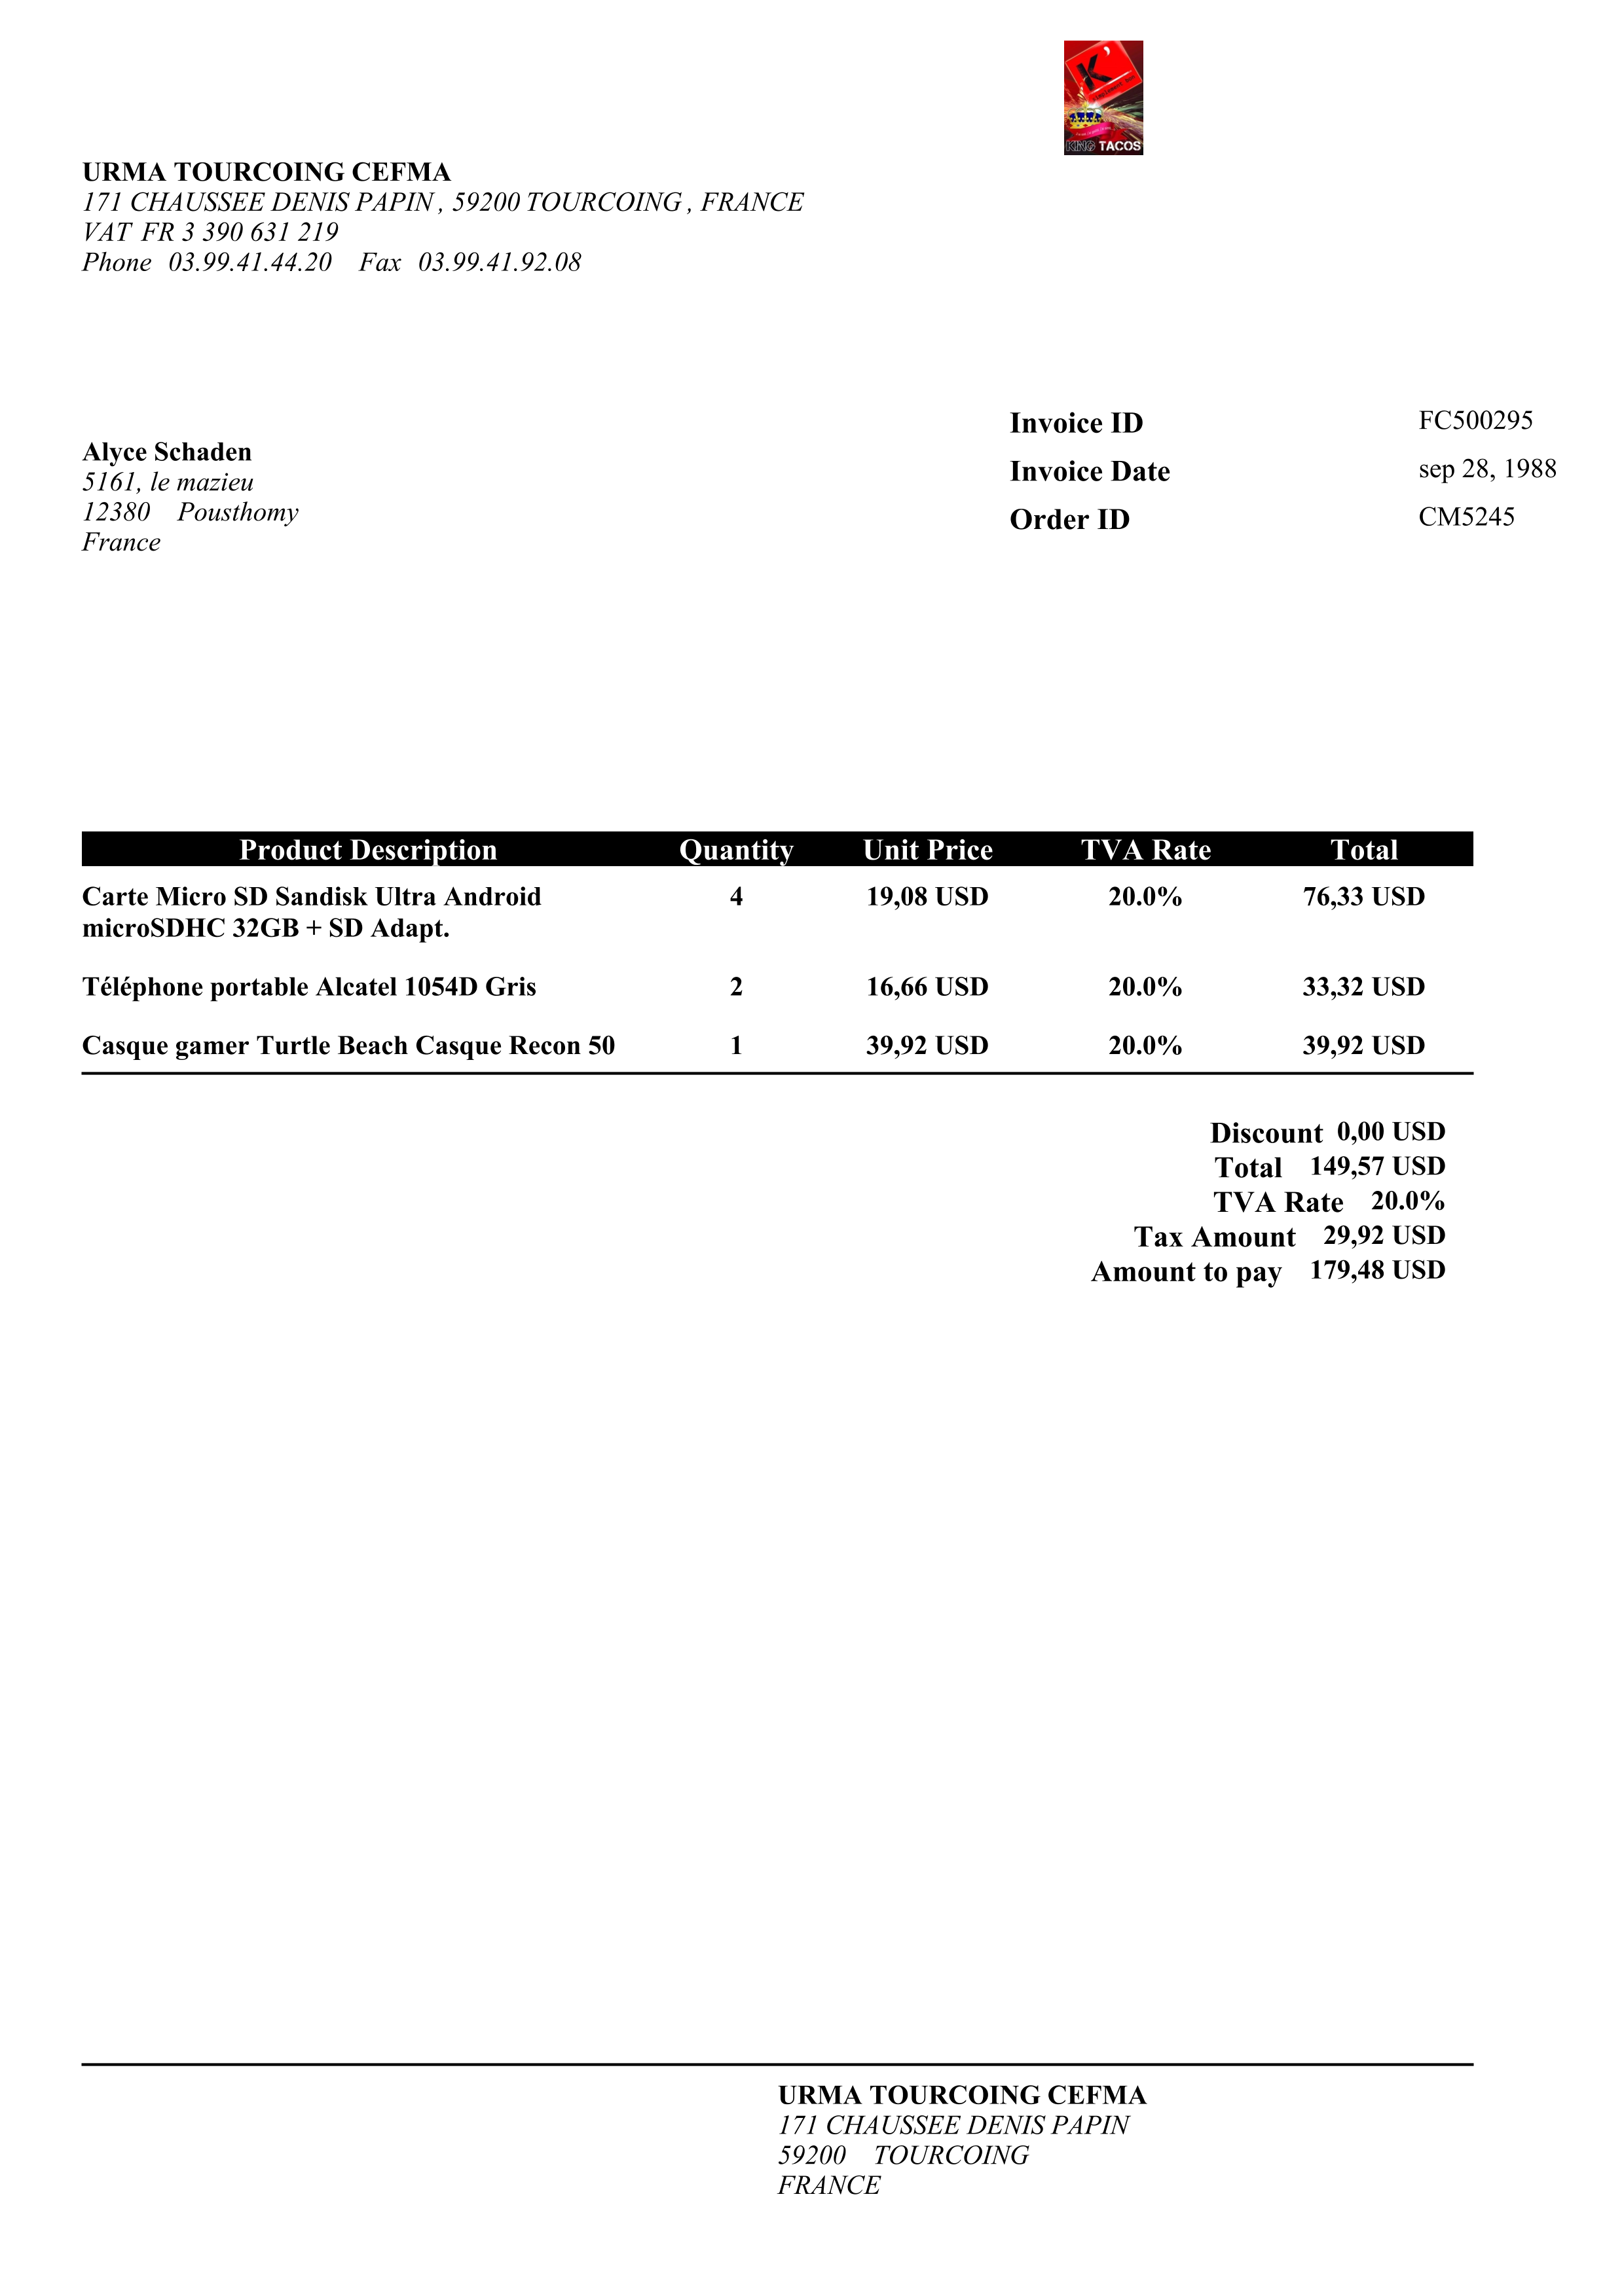 K'
KING TACOS
URMA TOURCOING CEFMA
171 CHAUSSEE DENIS PAPIN , 59200 TOURCOING , FRANCE
VAT FR 3 390 631 219
Phone 03.99.41.44.20 Fax 03.99.41.92.08
Alyce Schaden
5161, le mazieu
12380 Pousthomy
France
Invoice ID FC500295
Invoice Date sep 28, 1988
Order ID CM5245
Product Description Quantity Unit Price TVA Rate Total
Carte Micro SD Sandisk Ultra Android 4 19,08 USD 20.0% 76,33 USD
microSDHC 32GB + SD Adapt.
Téléphone portable Alcatel 1054D Gris 2 16,66 USD 20.0% 33,32 USD
Casque gamer Turtle Beach Casque Recon 50 1 39,92 USD 20.0% 39,92 USD
Discount 0,00 USD
Total 149,57 USD
TVA Rate 20.0%
Tax Amount 29,92 USD
Amount to pay 179,48 USD
URMA TOURCOING CEFMA
171 CHAUSSEE DENIS PAPIN
59200 TOURCOING
FRANCE